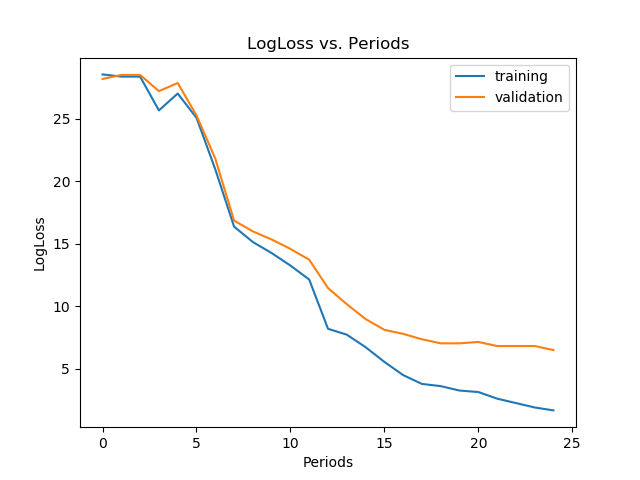 LogLoss vs. Periods
training
validation
LogLoss
25
20
15
10
5
0 5 10 15 20 25
Periods